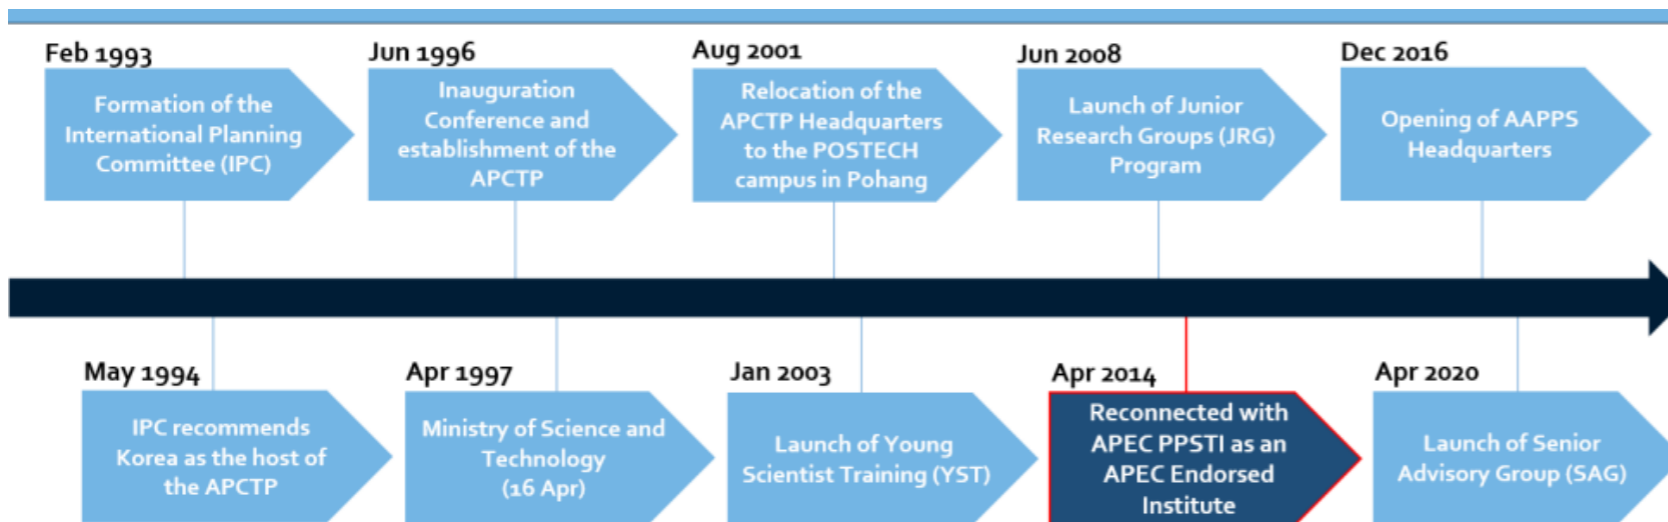 Feb 1993
Formation of the
International Planning
Committee (IPC)
Jun 1996
Inauguration
Conference and
establishment of the
APCTP
Aug 2001
Relocation of the
APCTP Headquarters
to the POSTECH
campus in Pohang
Jun 2008
Launch of Junior
Research Groups (JRG)
Program
Dec 2016
Opening of AAPPS
Headquarters
May 1994
IPC recommends
Korea as the host of
the APCTP
Apr 1997
Ministry of Science and
Technology
(16 Apr)
Jan 2003
Launch of Young
Scientist Training (YST)
Apr 2014
Reconnected with
APEC PPSTI as an
APEC Endorsed
Institute
Apr 2020
Launch of Senior
Advisory Group (SAG)